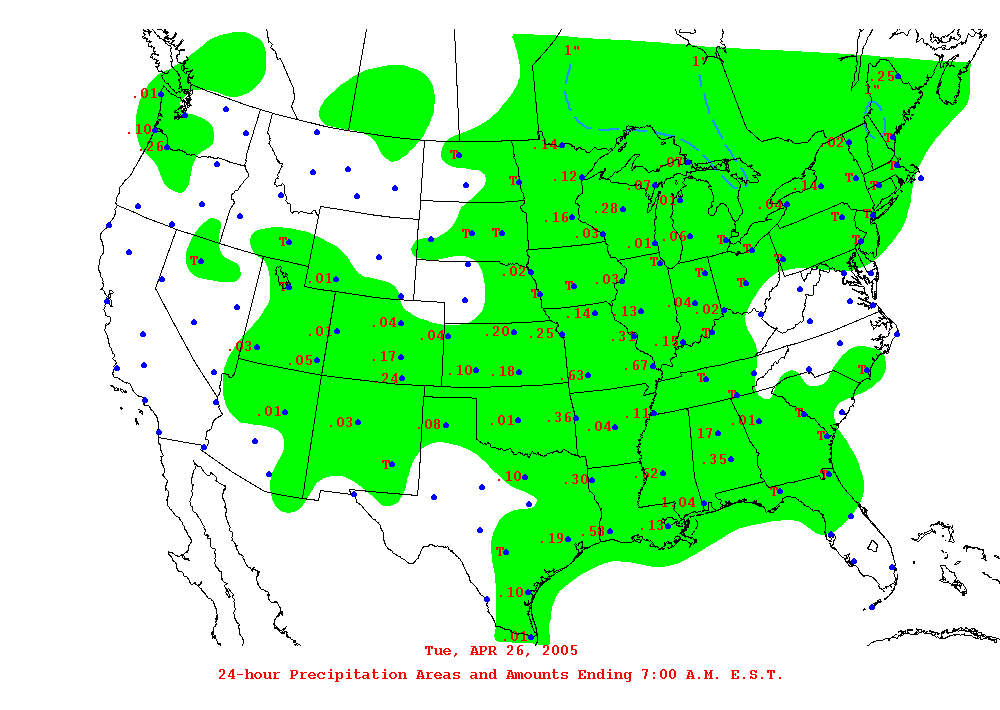 1"
1"
.25
"
.01
.10
.26
.02
T
T
.14
T
.07
T
.12
T
.07
.14
T
T
.01
.04
.16
.28
T
T
T
T
.03
.06
T
T
T
.01
T
T
T
T
.02
T
.01
.03
T
T
T
T
.04
.02
.14
.13
.04
.01
.20
.25
T
.04
.31
.15
.03
.17
.05
.67
.10
.18
.63
T
T
.24
T
.01
.11
T
.36
.01
.01
.03
.08
.04
.17
T
.35
T
.52
T
.10
.30
T
1.04
.13
.58
.19
T
.10
.01
Tue, APR 26, 2005
24-hour Precipitation Areas and Amounts Ending 7:00 A.M. E.S.T.